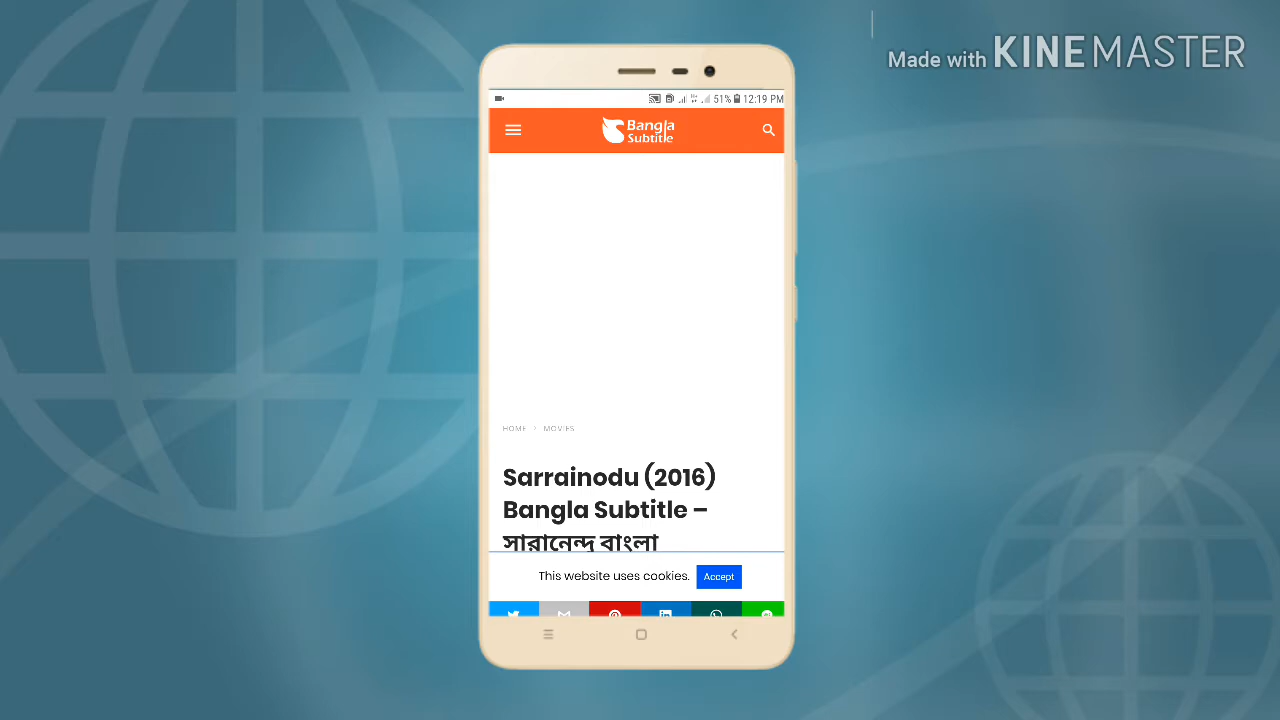 Made with KINEMASTER
51% 12:19 PM
Bangla
Subtitle
HOME > MOVIES
Sarrainodu (2016)
Bangla Subtitle –
সারানেন্দু বাংলা
This website uses cookies. Accept